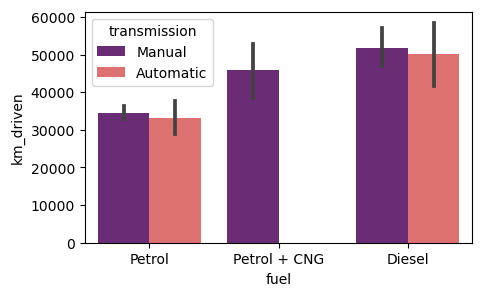 transmission
Manual
Automatic
km_driven
60000
50000
40000
30000
20000
10000
0
Petrol
Petrol + CNG
Diesel
fuel